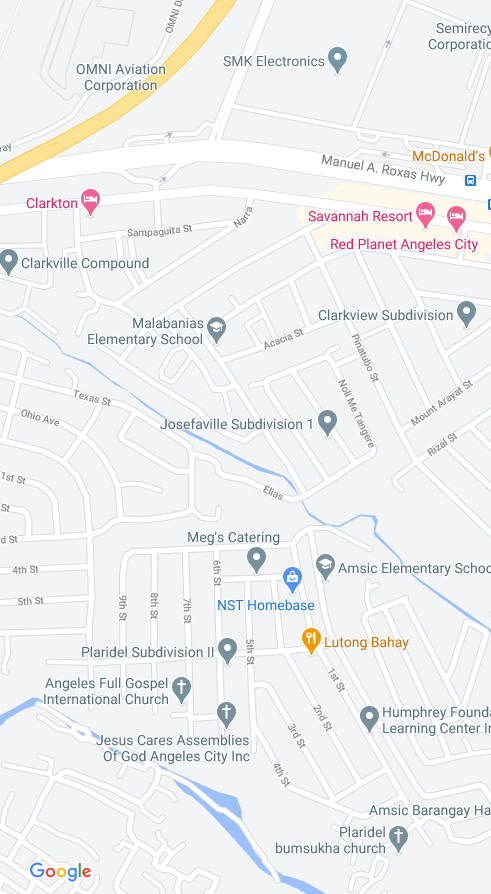 OMNI D
Semirecy
Corporatio
SMK Electronics
OMNI Aviation
Corporation
ay
McDonald's
Manuel A. Roxas Hwy
Clarkton
Savannah Resort
Narra
Sampaguita St
Red Planet Angeles City
Clarkville Compound
Clarkview Subdivision
Malabanias
Elementary School
Acacia St
Pinatubo St
Texas St
Noli Me Tangere
Mount Arayat St
Ohio Ave
Josefaville Subdivision 1
Rizal St
1st St
Elias
d St
Meg's Catering
4th St
6th St
Amsic Elementary Schoo
5th St
9th St
8th St
7th St
NST Homebase
Lutong Bahay
Plaridel Subdivision II
5th St
Angeles Full Gospel
International Church
1st St
2nd St
Humphrey Founda
Learning Center In
Jesus Cares Assemblies
Of God Angeles City Inc
3rd St
4th St
Amsic Barangay Ha
Plaridel
bumsukha church
Google